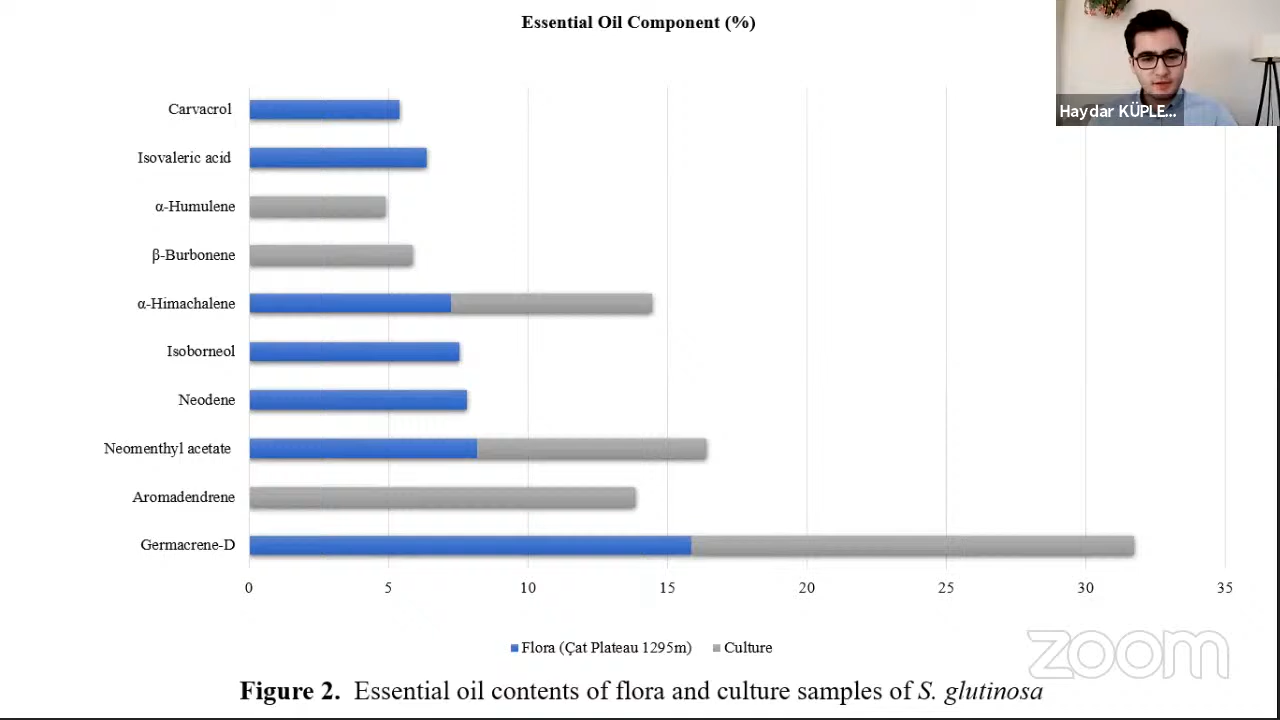 Essential Oil Component (%)
Haydar KÜPLE...
Carvacrol
Isovaleric acid
α-Humulene
β-Burbonene
α-Himachalene
Isoborneol
Neodene
Neomenthyl acetate
Aromadendrene
Germacrene-D
0 5 10 15 20 25 30 35
Flora (Çat Plateau 1295m) Culture
zoom
Figure 2. Essential oil contents of flora and culture samples of S. glutinosa